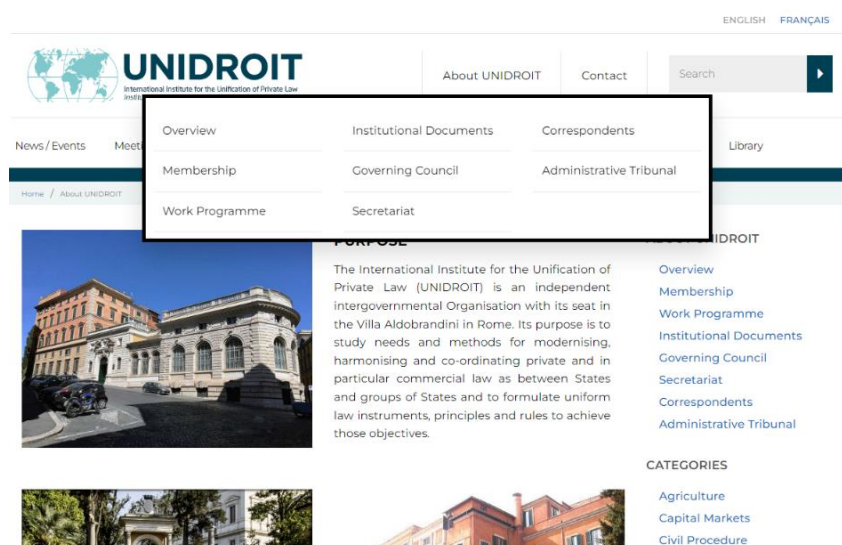 ENGLISH FRANÇAIS
UNIDROIT
International Institute for the Unification of Private Law
About UNIDROIT Contact Search
Overview Institutional Documents Correspondents
News / Events Library
Membership Governing Council Administrative Tribunal
Home / About UNIDROIT
Work Programme Secretariat
PURPOSE
The International Institute for the Unification of
Private Law (UNIDROIT) is an independent
intergovernmental Organisation with its seat in
the Villa Aldobrandini in Rome. Its purpose is to
study needs and methods for modernising,
harmonising and co-ordinating private and in
particular commercial law as between States
and groups of States and to formulate uniform
law instruments, principles and rules to achieve
those objectives.
UNIDROIT
Overview
Membership
Work Programme
Institutional Documents
Governing Council
Secretariat
Correspondents
Administrative Tribunal
CATEGORIES
Agriculture
Capital Markets
Civil Procedure